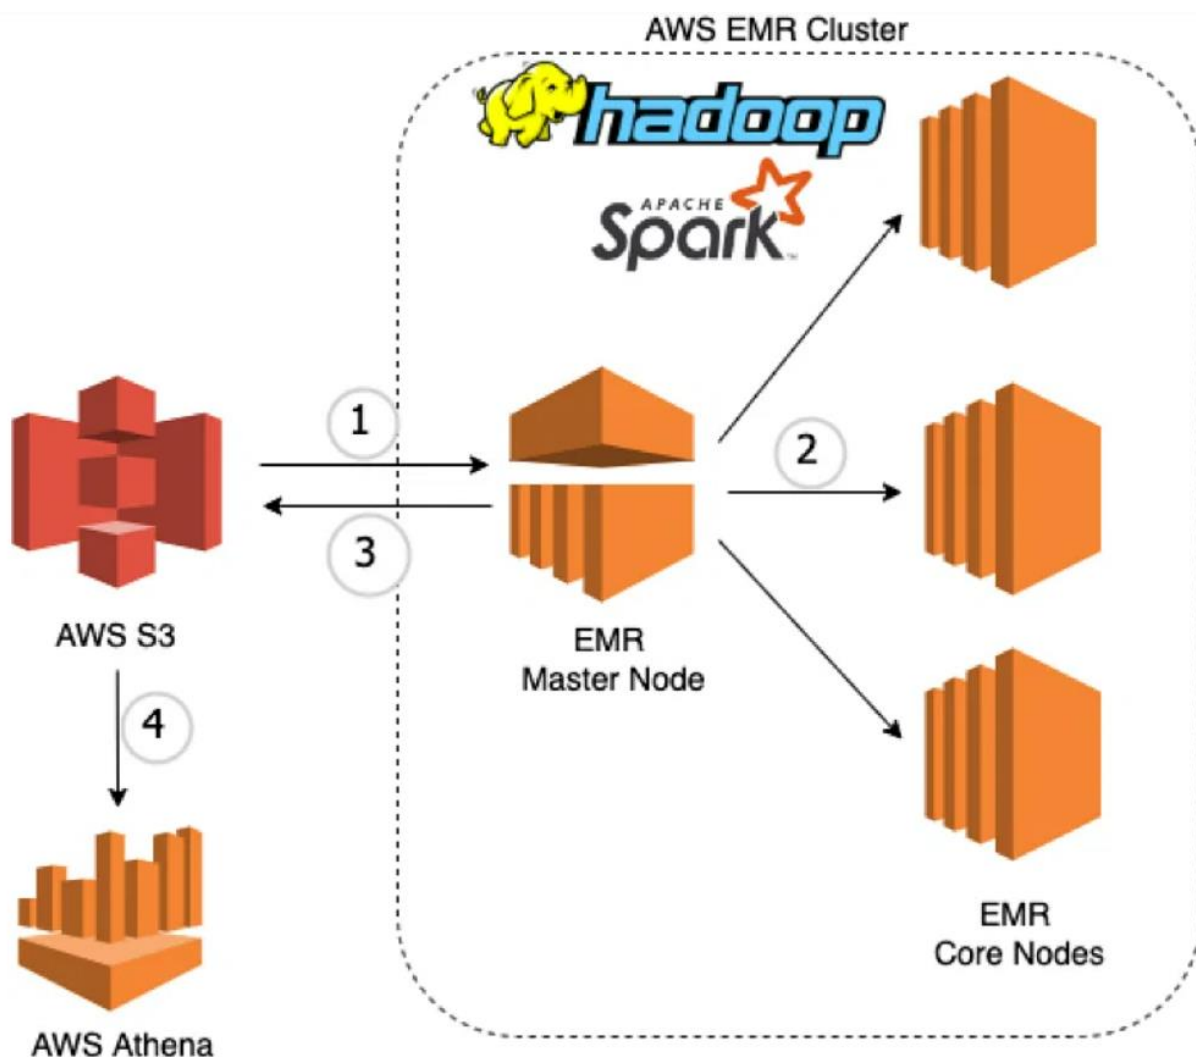 AWS EMR Cluster
hadoop
APACHE
Spark
1
2
3
AWS S3
EMR
Master Node
4
EMR
Core Nodes
AWS Athena